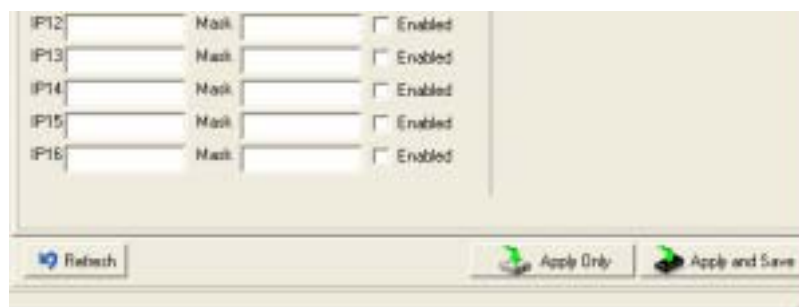 IP12 Mask Enabled
IP13 Mask Enabled
IP14 Mask Enabled
IP15 Mask Enabled
IP16 Mask Enabled
Refresh Apply Only Apply and Save